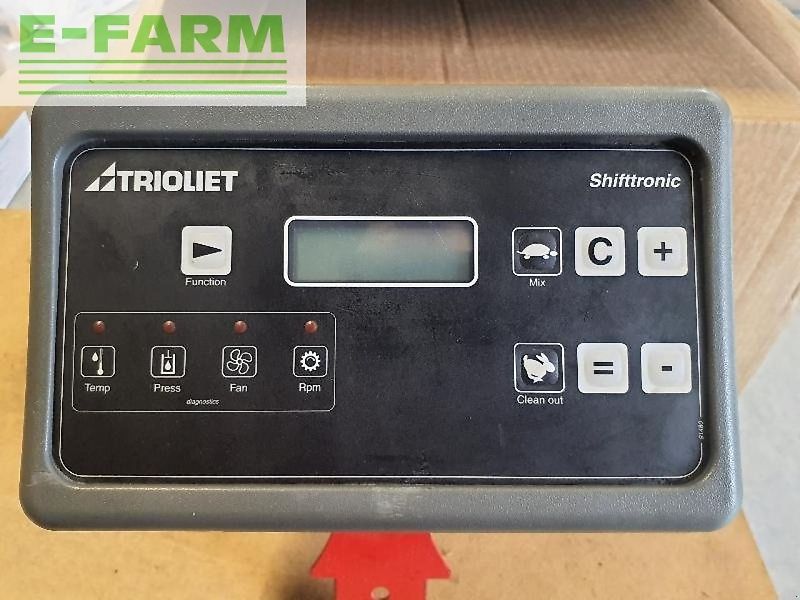 E-FARM
TRIOLIET
Shifttronic
Function
Mix
C
+
Temp
Press
Fan
Rpm
diagnostics
Clean out
=
-